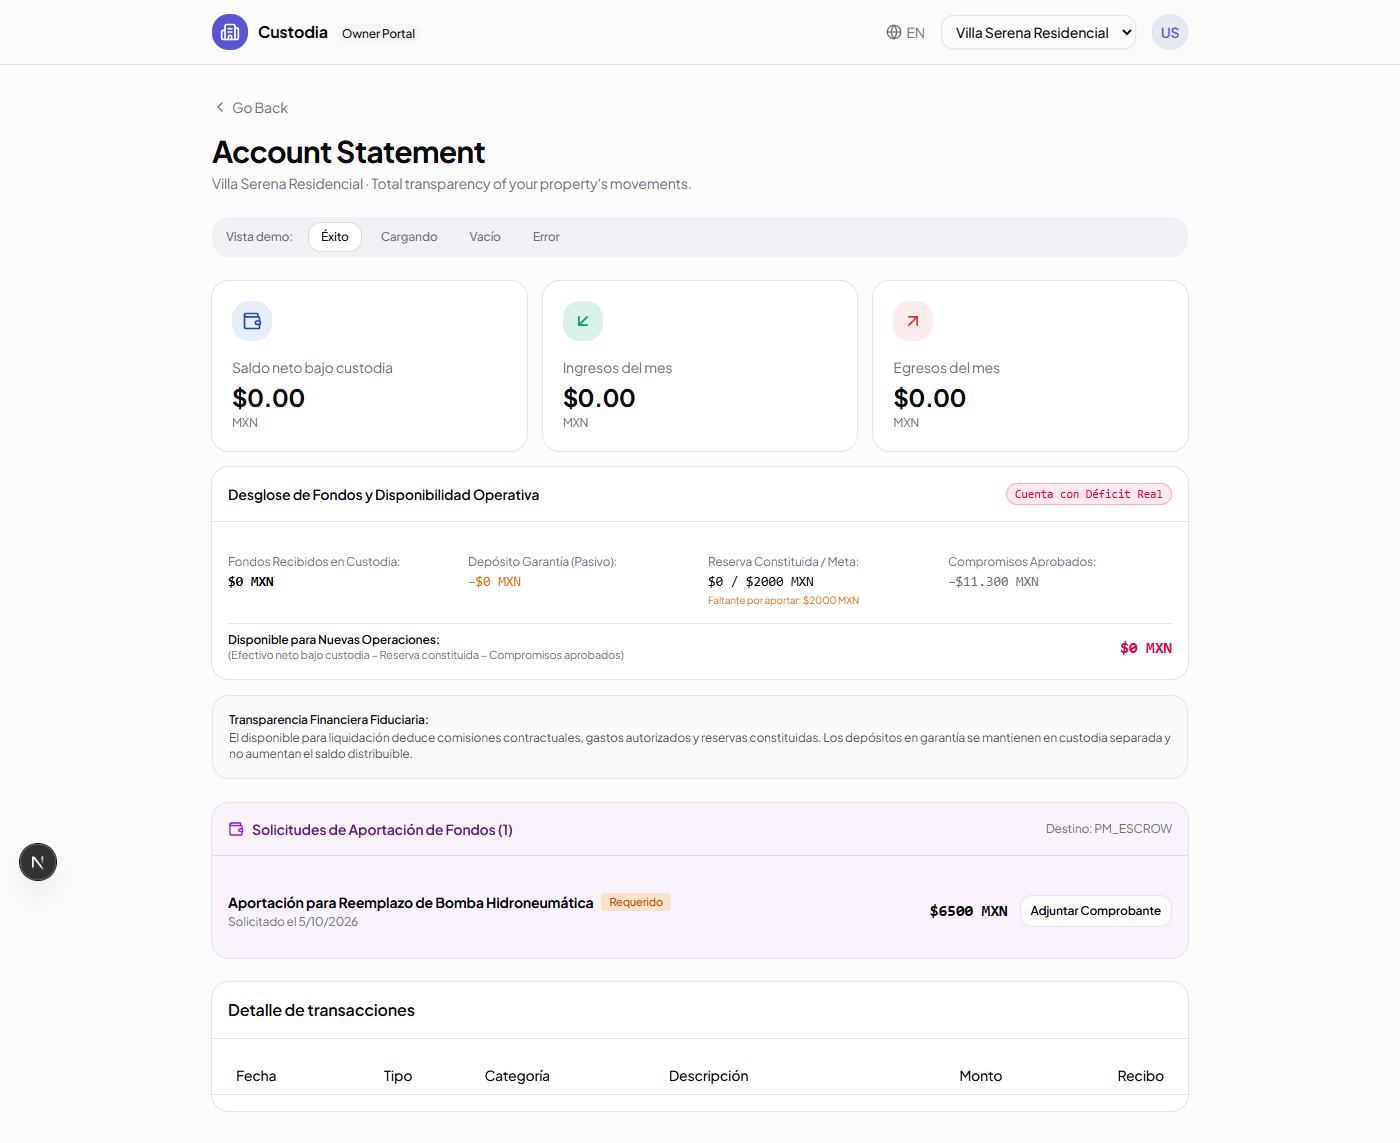 Custodia
Owner Portal
EN
Villa Serena Residencial
US
Go Back
Account Statement
Villa Serena Residencial · Total transparency of your property's movements.
Vista demo:
Éxito
Cargando
Vacío
Error
Saldo neto bajo custodia
$0.00
MXN
Ingresos del mes
$0.00
MXN
Egresos del mes
$0.00
MXN
Desglose de Fondos y Disponibilidad Operativa
Cuenta con Déficit Real
Fondos Recibidos en Custodia:
$0 MXN
Depósito Garantía (Pasivo):
-$0 MXN
Reserva Constituida / Meta:
$0 / $2000 MXN
Faltante por aportar: $2000 MXN
Compromisos Aprobados:
-$11.300 MXN
Disponible para Nuevas Operaciones:
(Efectivo neto bajo custodia – Reserva constituida – Compromisos aprobados)
$0 MXN
Transparencia Financiera Fiduciaria:
El disponible para liquidación deduce comisiones contractuales, gastos autorizados y reservas constituidas. Los depósitos en garantía se mantienen en custodia separada y
no aumentan el saldo distribuible.
Solicitudes de Aportación de Fondos (1)
Destino: PM_ESCROW
Aportación para Reemplazo de Bomba Hidroneumática
Requerido
Solicitado el 5/10/2026
$6500 MXN
Adjuntar Comprobante
N
Detalle de transacciones
Fecha
Tipo
Categoría
Descripción
Monto
Recibo